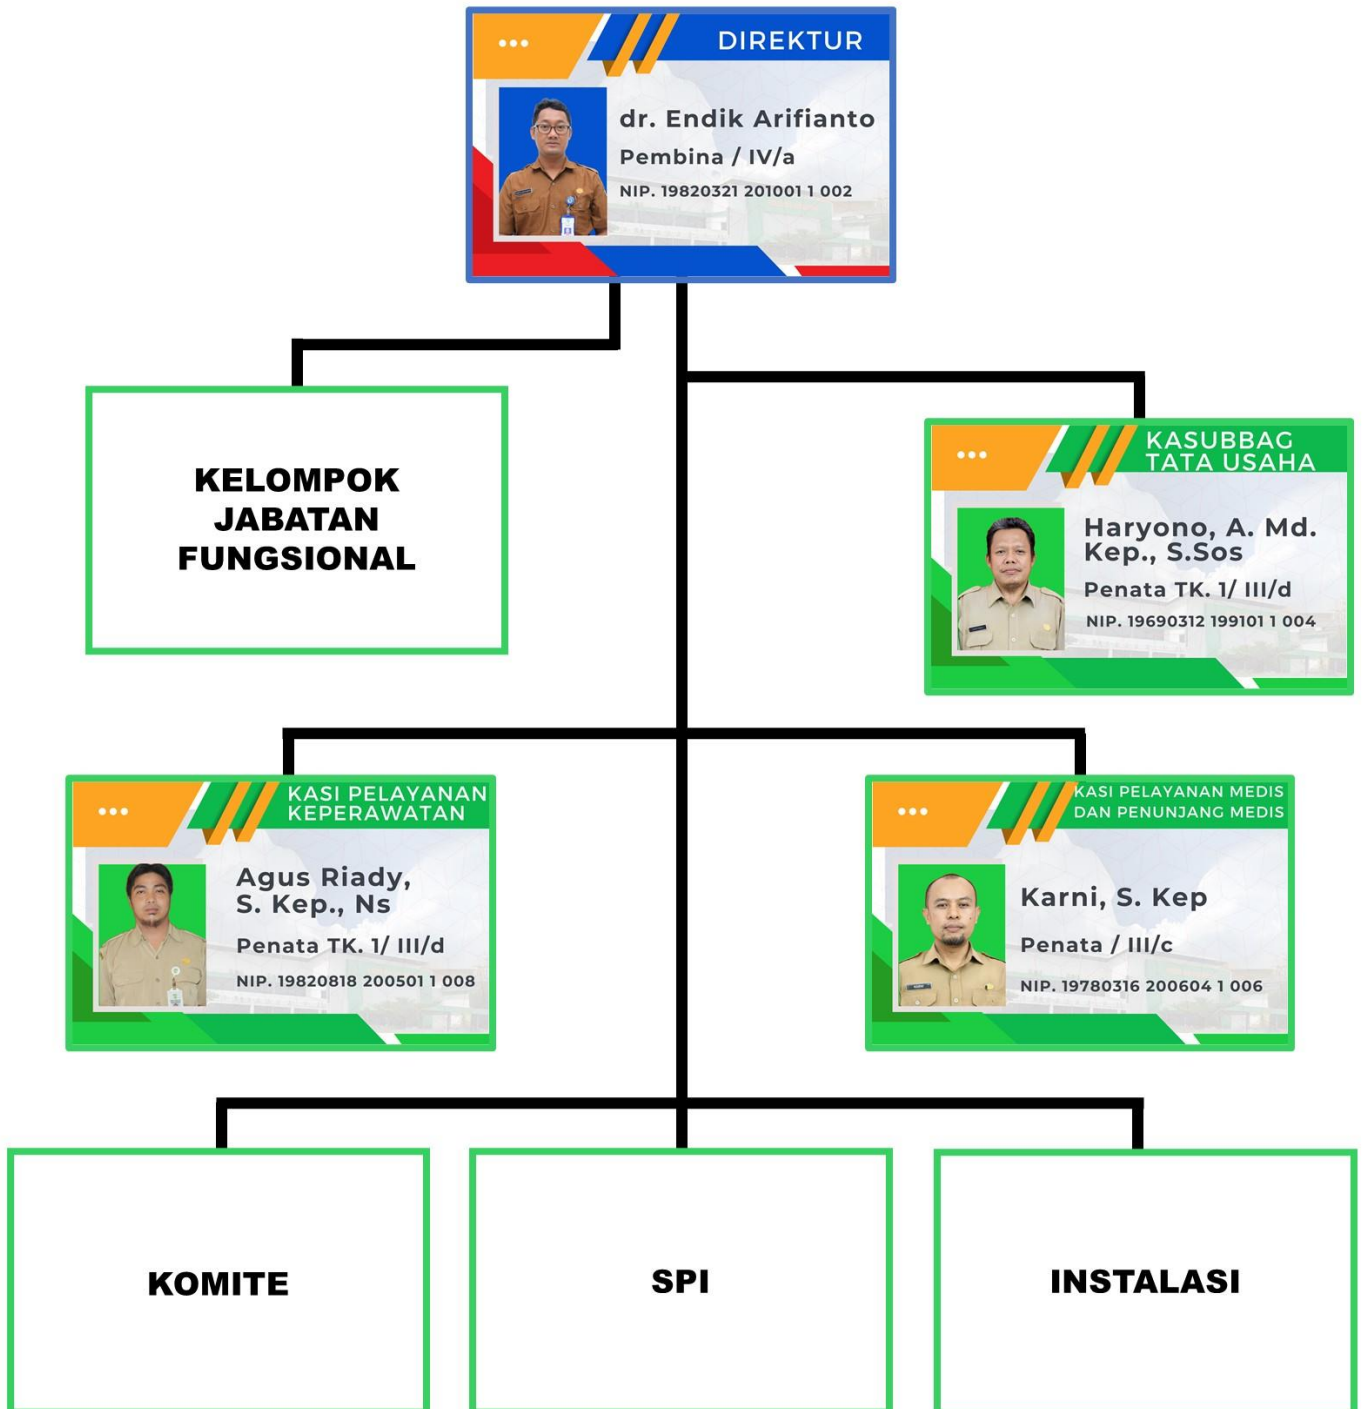 DIREKTUR
dr. Endik Arifianto
Pembina / IV/a
NIP. 19820321 201001 1 002
KELOMPOK
JABATAN
FUNGSIONAL
KASUBBAG
TATA USAHA
Haryono, A. Md.
Kep., S.Sos
Penata TK. 1/ III/d
NIP. 19690312 199101 1 004
KASI PELAYANAN
KEPERAWATAN
Agus Riady,
S. Kep., Ns
Penata TK. 1/ III/d
NIP. 19820818 200501 1 008
KASI PELAYANAN MEDIS
DAN PENUNJANG MEDIS
Karni, S. Kep
Penata / III/c
NIP. 19780316 200604 1 006
KOMITE
SPI
INSTALASI